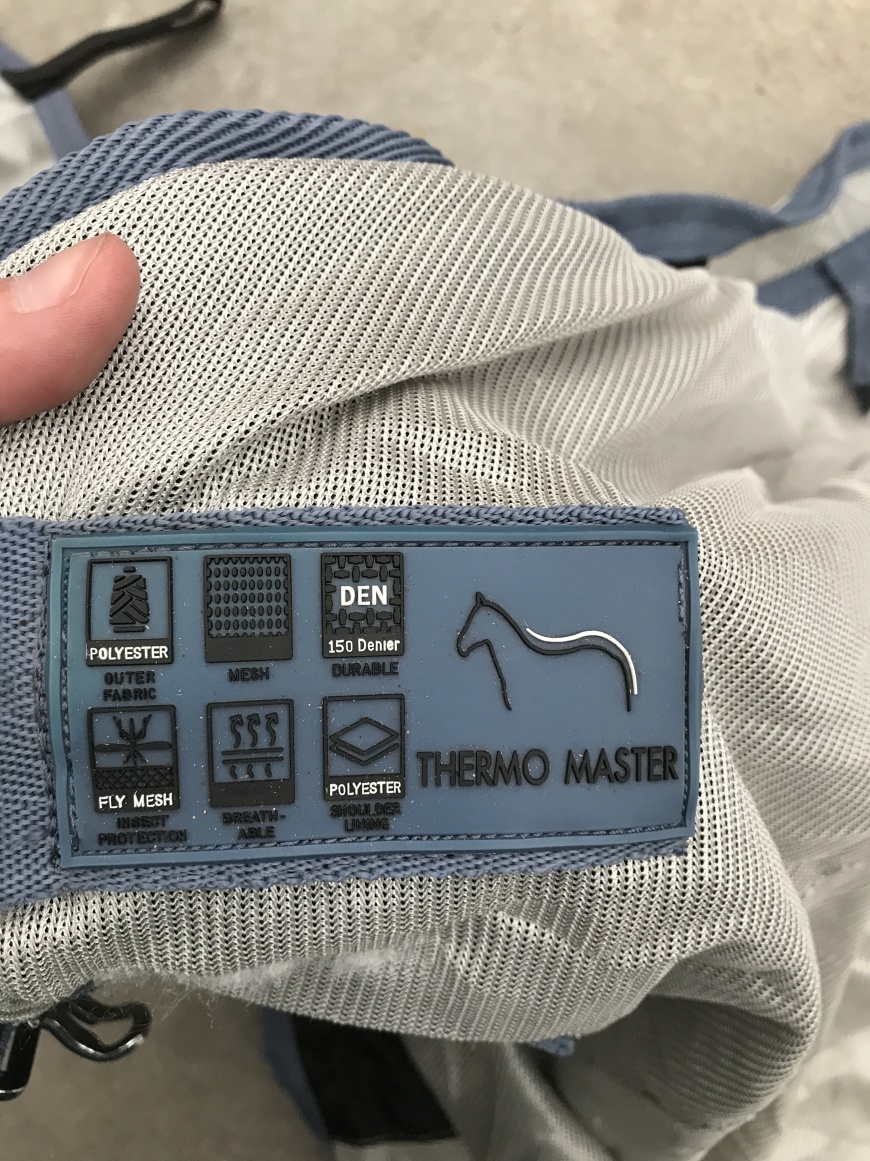 POLYESTER
OUTER
FABRIC
MESH
DEN
150 Denier
DURABLE
FLY MESH
INSECT
PROTECTION
BREATH-
ABLE
POLYESTER
SHOULDER
LINING
THERMO MASTER